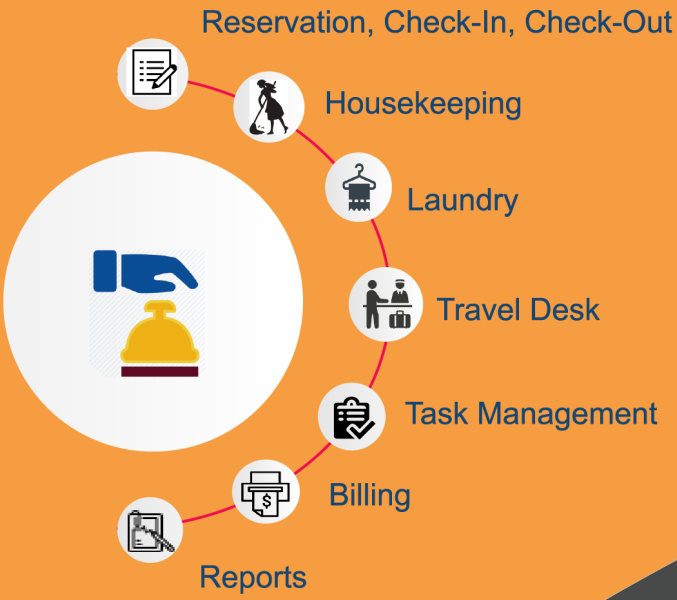 Reservation, Check-In, Check-Out
Housekeeping
Laundry
Travel Desk
Task Management
$
Billing
Reports